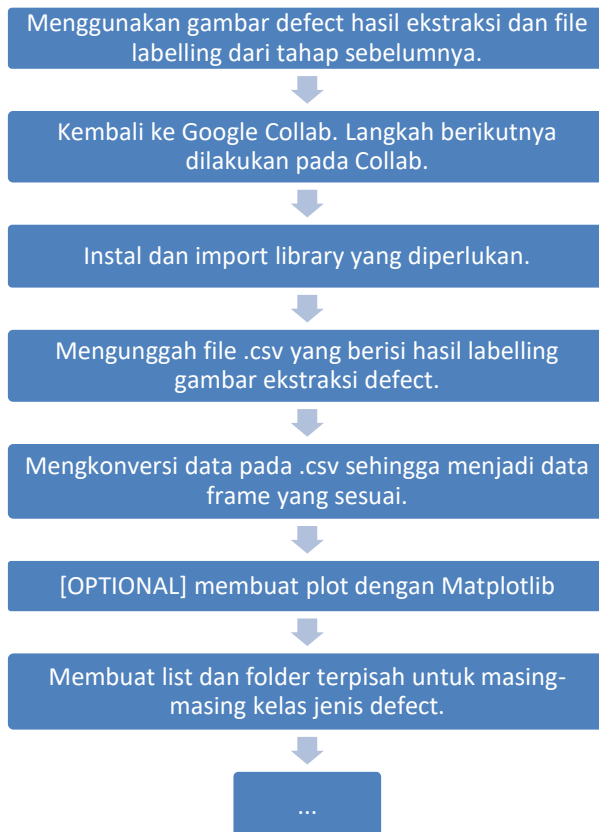 Menggunakan gambar defect hasil ekstraksi dan file
labelling dari tahap sebelumnya.
Kembali ke Google Collab. Langkah berikutnya
dilakukan pada Collab.
Instal dan import library yang diperlukan.
Mengunggah file .csv yang berisi hasil labelling
gambar ekstraksi defect.
Mengkonversi data pada .csv sehingga menjadi data
frame yang sesuai.
[OPTIONAL] membuat plot dengan Matplotlib
Membuat list dan folder terpisah untuk masing-
masing kelas jenis defect.
...